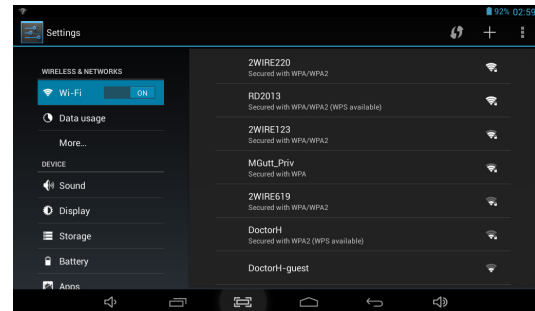 92% 02:59
Settings
WIRELESS & NETWORKS
Wi-Fi ON
Data usage
More...
DEVICE
Sound
Display
Storage
Battery
Apps
2WIRE220
Secured with WPA/WPA2
RD2013
Secured with WPA/WPA2 (WPS available)
2WIRE123
Secured with WPA/WPA2
MGutt_Priv
Secured with WPA
2WIRE619
Secured with WPA/WPA2
DoctorH
Secured with WPA2 (WPS available)
DoctorH-guest